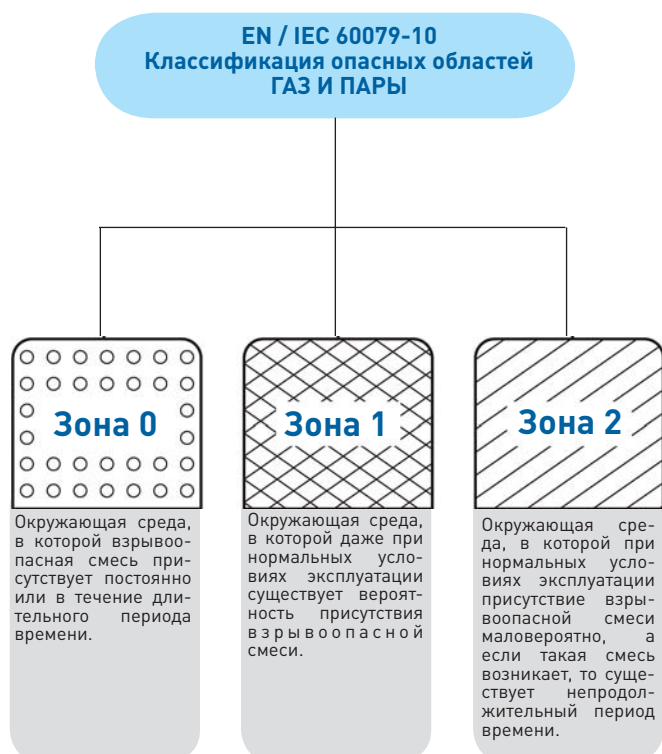 EN / IEC 60079-10
Классификация опасных областей
ГАЗ И ПАРЫ
Зона 0
Окружающая среда,
в которой взрывоо-
пасная смесь при-
сутствует постоянно
или в течение дли-
тельного периода
времени.
Зона 1
Окружающая среда,
в которой даже при
нормальных усло-
виях эксплуатации
существует вероят-
ность присутствия
взрывоопасной
смеси.
Зона 2
Окружающая сре-
да, в которой при
нормальных усло-
виях эксплуатации
присутствие взры-
воопасной смеси
маловероятно, а
если такая смесь
возникает, то суще-
ствует непродол-
жительный период
времени.